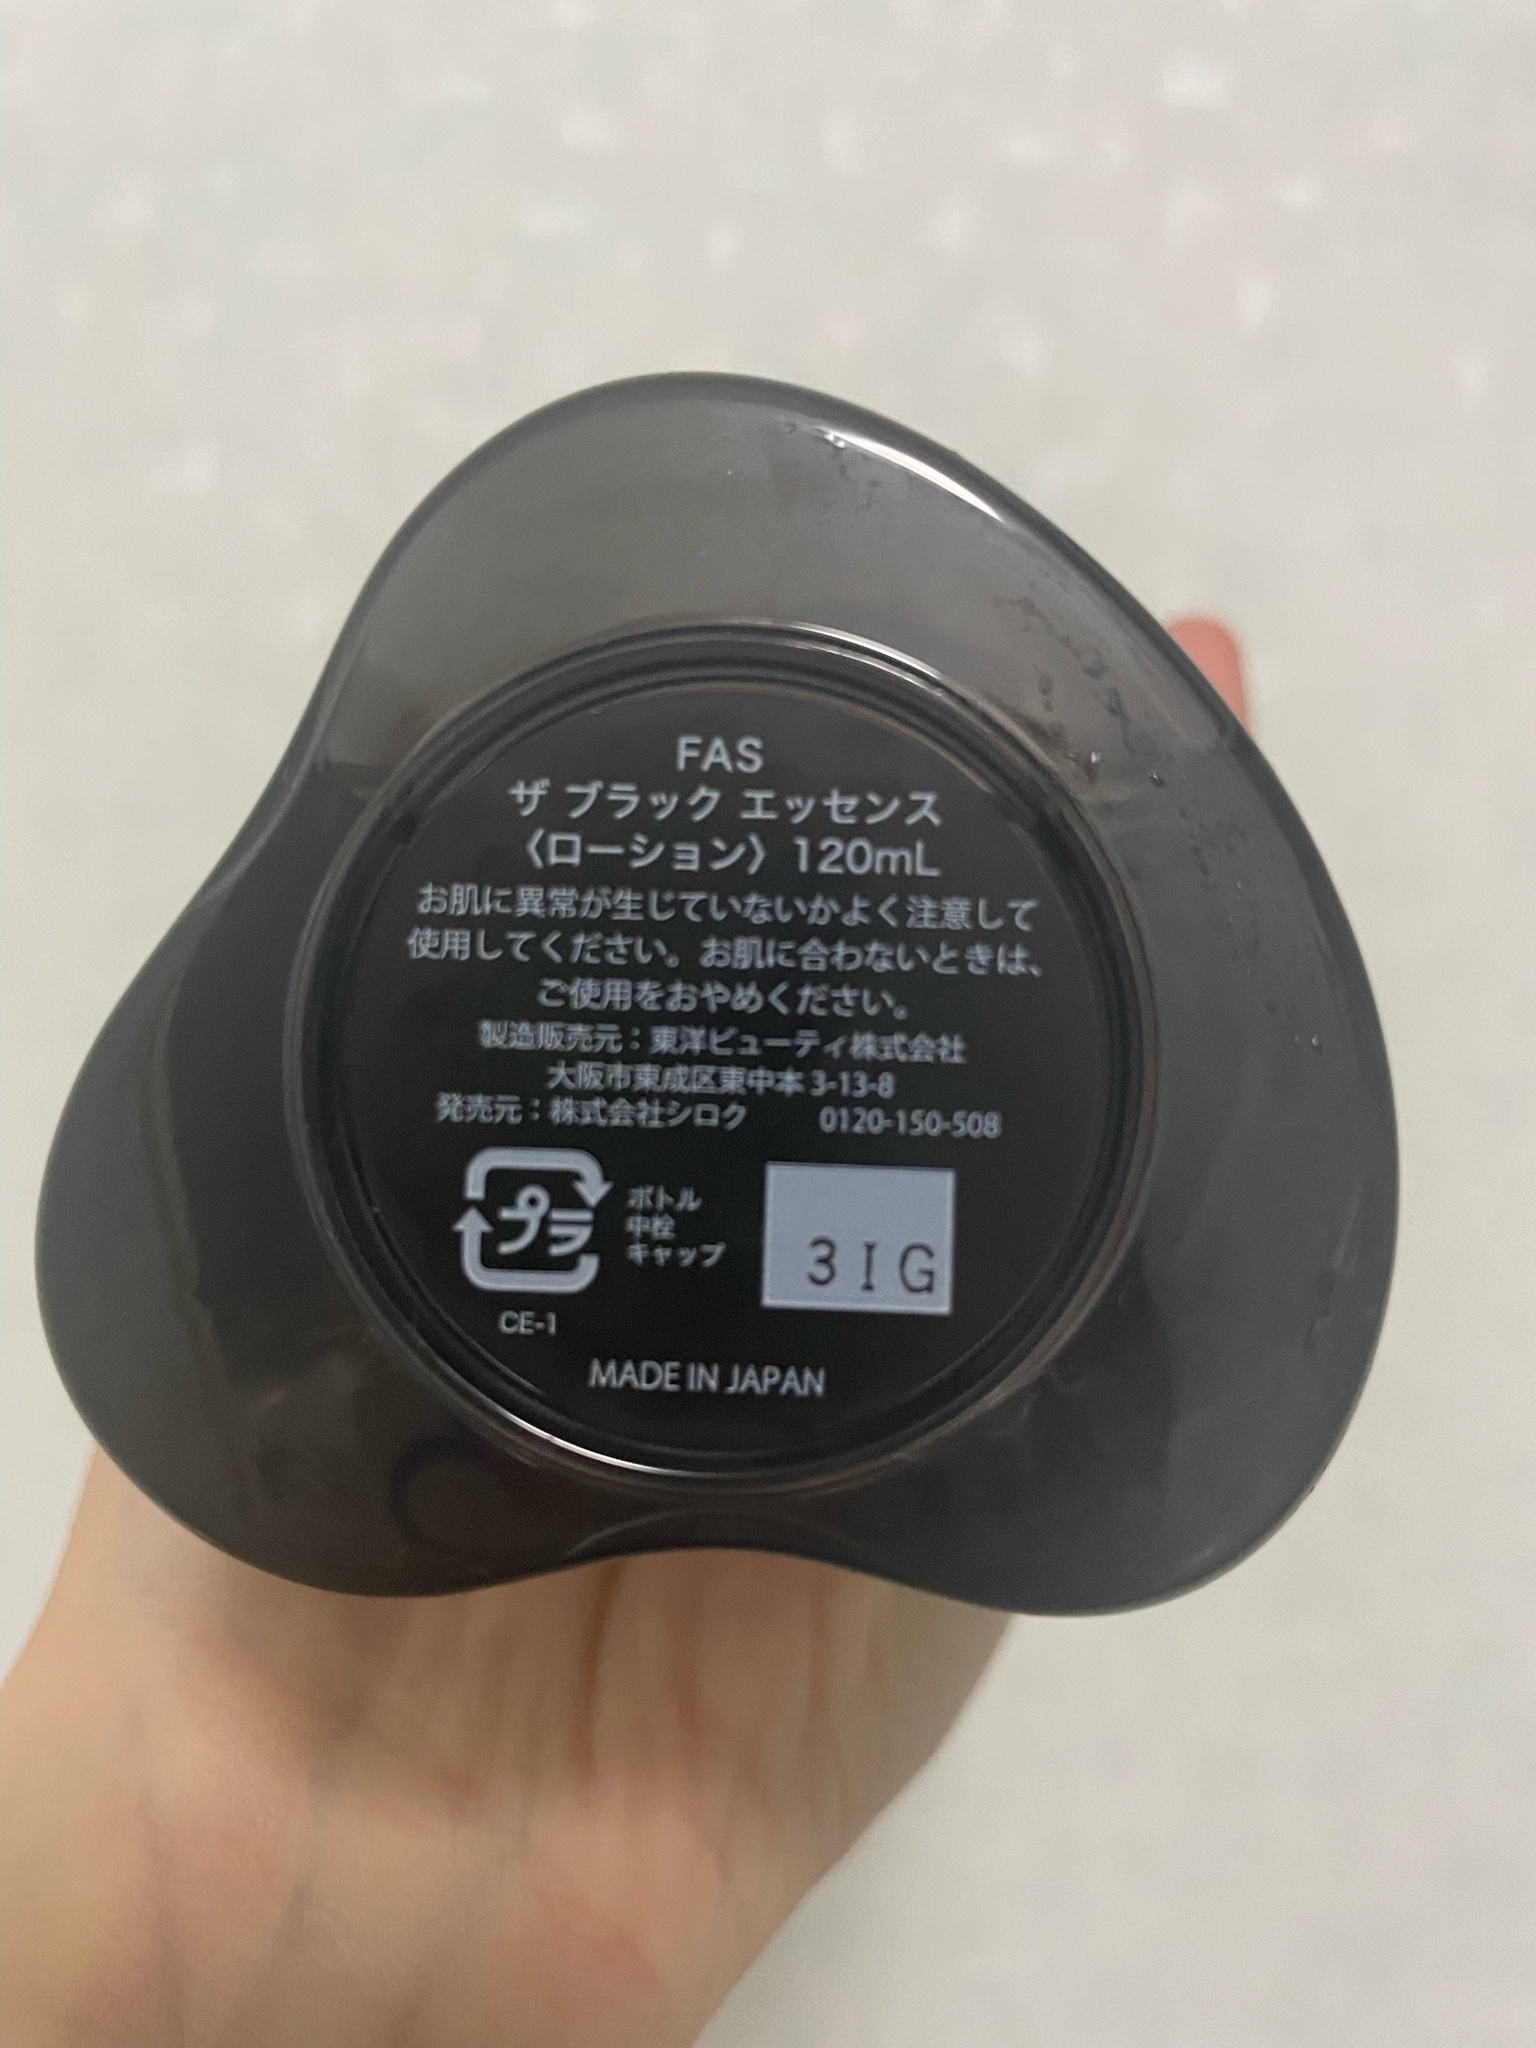 FAS
ザ ブラック エッセンス
〈ローション〉 120mL
お肌に異常が生じていないかよく注意して
使用してください。お肌に合わないときは、
ご使用をおやめください。
製造販売元：東洋ビューティ株式会社
大阪市東成区東中本 3-13-8
発売元：株式会社シロク 0120-150-508
プラ
ボトル
中栓
キャップ
3IG
CE-1
MADE IN JAPAN